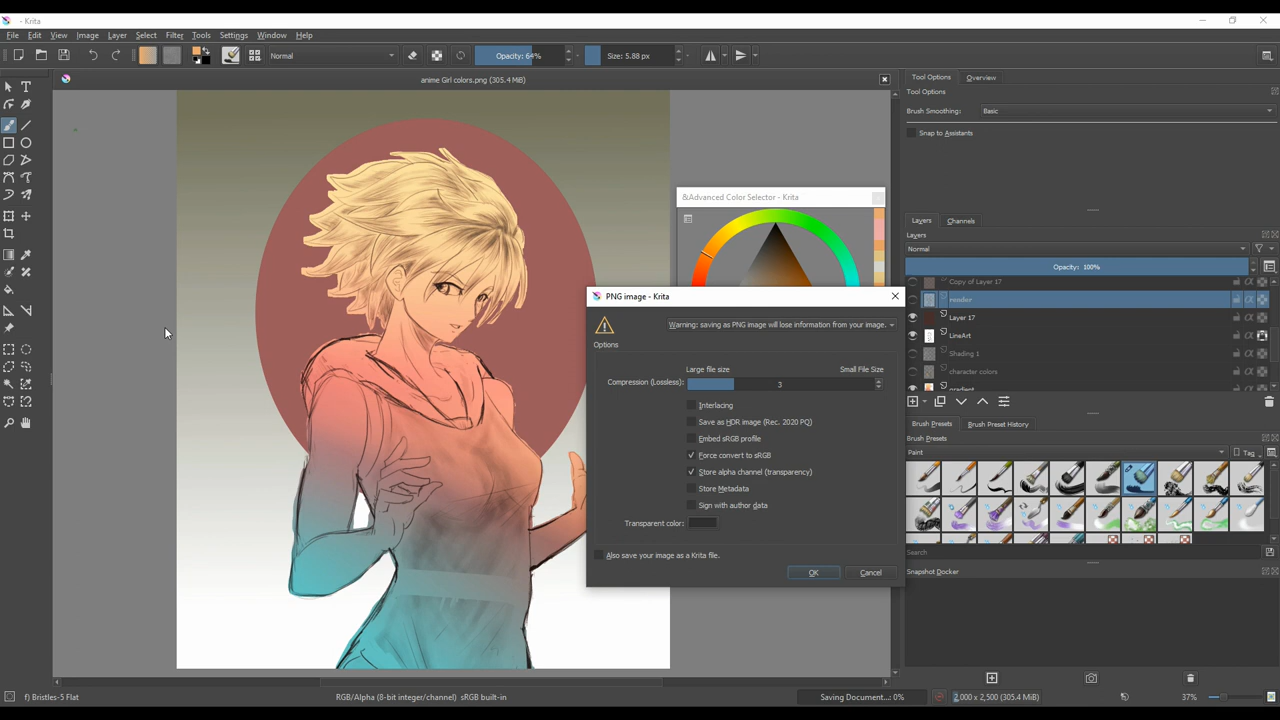 - Krita
File Edit View Image Layer Select Filter Tools Settings Window Help
Normal Opacity: 64% Size: 5.88 px
anime Girl colors.png (305.4 MiB)
Tool Options Overview
Tool Options
Brush Smoothing: Basic
Snap to Assistants
&Advanced Color Selector - Krita
Layers Channels
Layers
Normal
Opacity: 100%
Copy of Layer 17
render
Layer 17
LineArt
Shading 1
character colors
gradient
PNG image - Krita
Warning: saving as PNG image will lose information from your image.
Options
Large file size Small File Size
Compression (Lossless): 3
Interlacing
Save as HDR image (Rec. 2020 PQ)
Embed sRGB profile
Force convert to sRGB
Store alpha channel (transparency)
Store Metadata
Sign with author data
Transparent color:
Also save your image as a Krita file.
OK Cancel
Brush Presets Brush Preset History
Brush Presets
Paint Tag
Search
Snapshot Docker
f) Bristles-5 Flat RGB/Alpha (8-bit integer/channel) sRGB built-in Saving Document...: 0% 2,000 x 2,500 (305.4 MiB) 37%